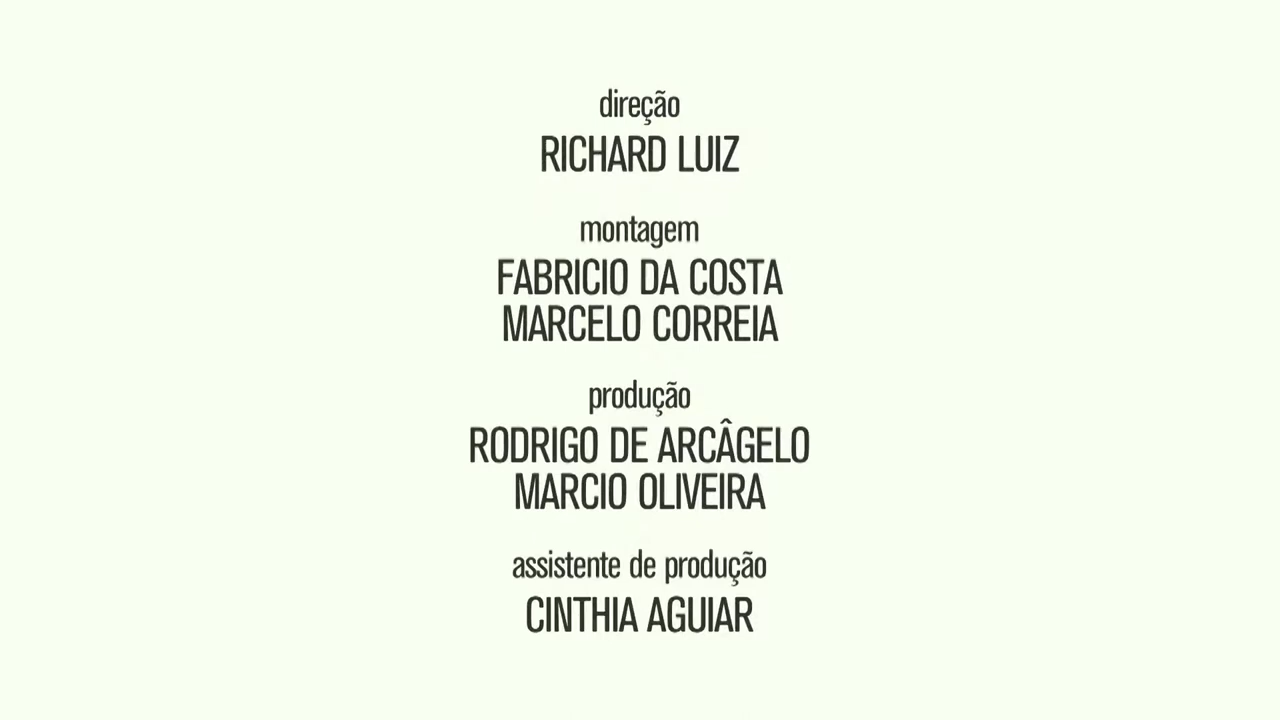 direção
RICHARD LUIZ
montagem
FABRICIO DA COSTA
MARCELO CORREIA
produção
RODRIGO DE ARCÂGELO
MARCIO OLIVEIRA
assistente de produção
CINTHIA AGUIAR